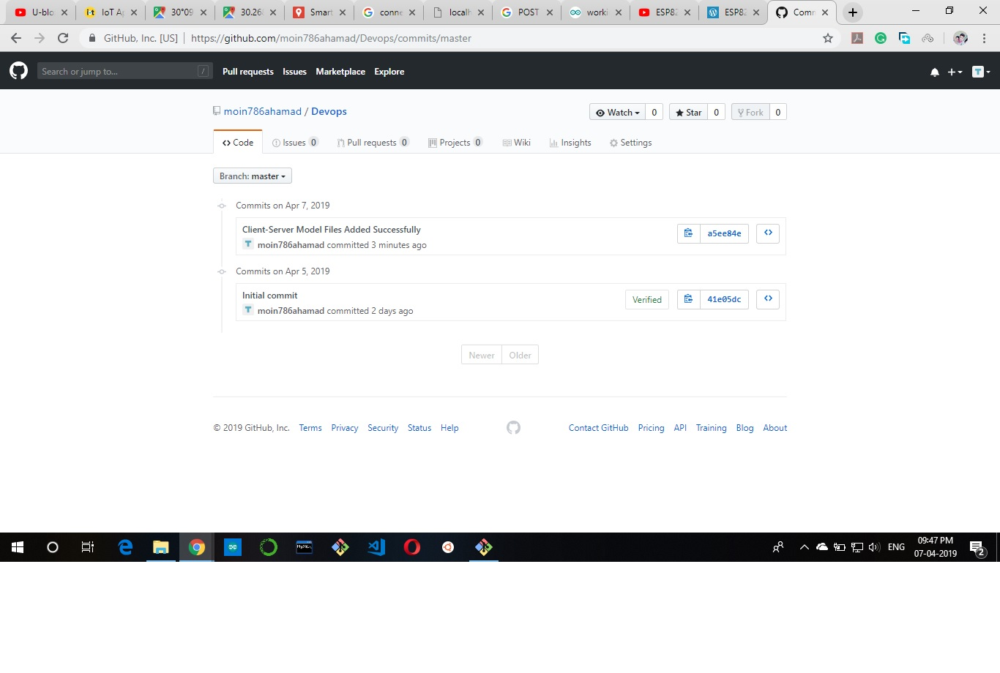 U-blo
IoT Ap
30°09
30.26
Smart
conne
localh
POST
worki
ESP82
ESP82
Comm
GitHub, Inc. [US] | https://github.com/moin786ahamad/Devops/commits/master
Search or jump to... /
Pull requests Issues Marketplace Explore
moin786ahamad / Devops
Watch 0 Star 0 Fork 0
Code Issues 0 Pull requests 0 Projects 0 Wiki Insights Settings
Branch: master
Commits on Apr 7, 2019
Client-Server Model Files Added Successfully
moin786ahamad committed 3 minutes ago
a5ee84e
Commits on Apr 5, 2019
Initial commit
moin786ahamad committed 2 days ago
Verified 41e05dc
Newer Older
© 2019 GitHub, Inc. Terms Privacy Security Status Help
Contact GitHub Pricing API Training Blog About
MySQL
ENG
09:47 PM
07-04-2019
2